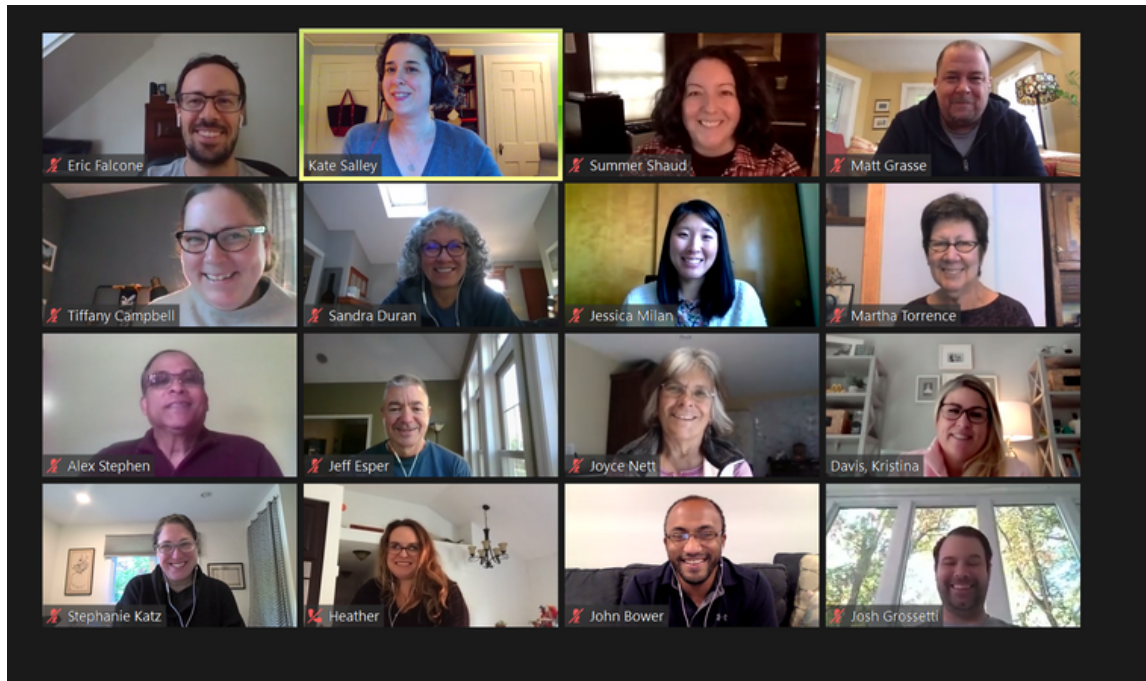 Eric Falcone
Kate Salley
Summer Shaud
Matt Grasse
Tiffany Campbell
Sandra Duran
Jessica Milan
Martha Torrence
Alex Stephen
Jeff Esper
Joyce Nett
Davis, Kristina
Stephanie Katz
Heather
John Bower
Josh Grossetti